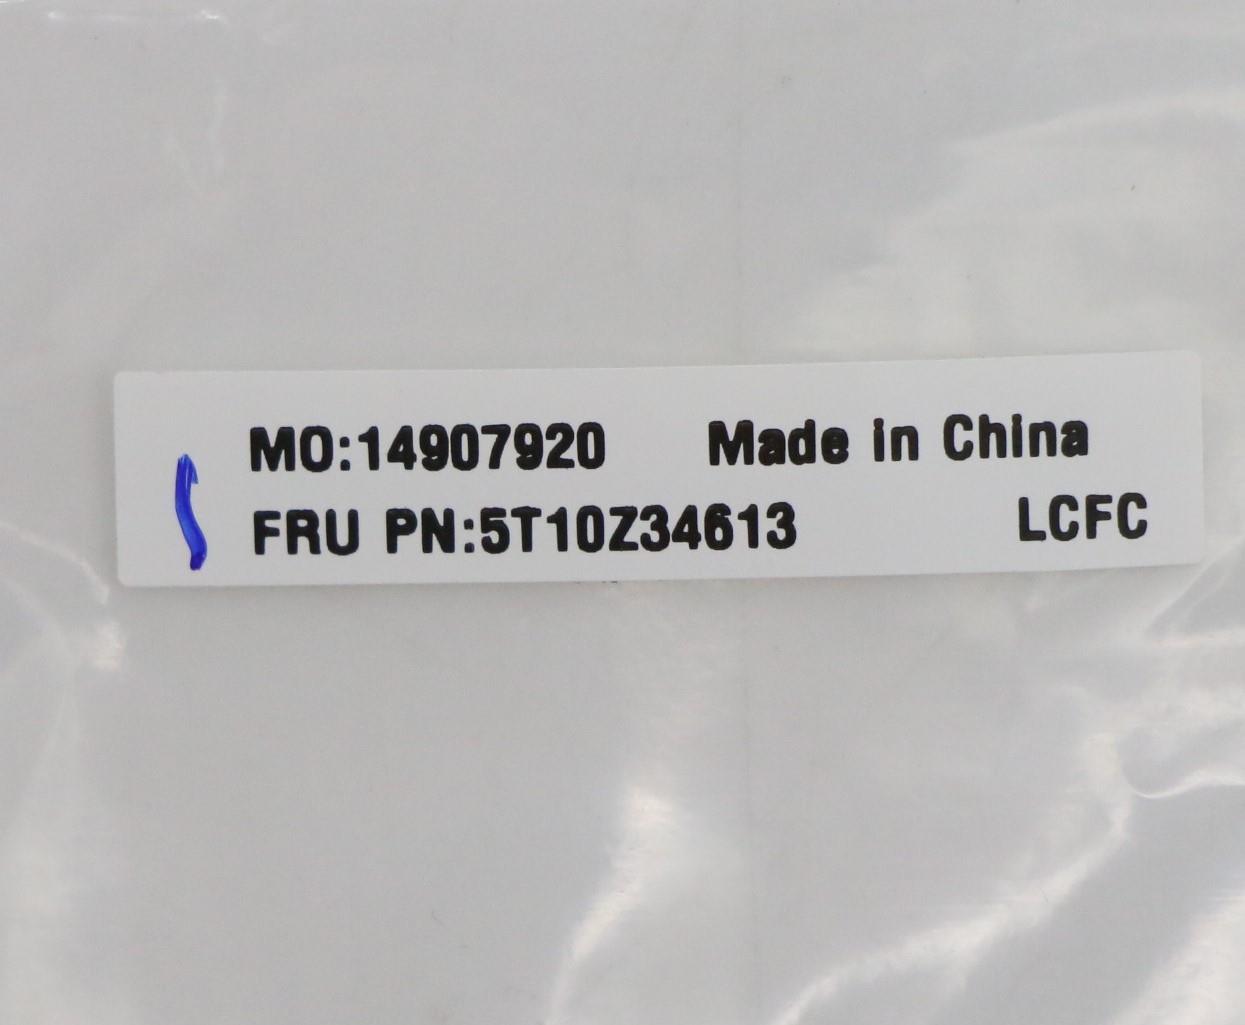 MO:14907920 Made in China
FRU PN:5T10Z34613 LCFC